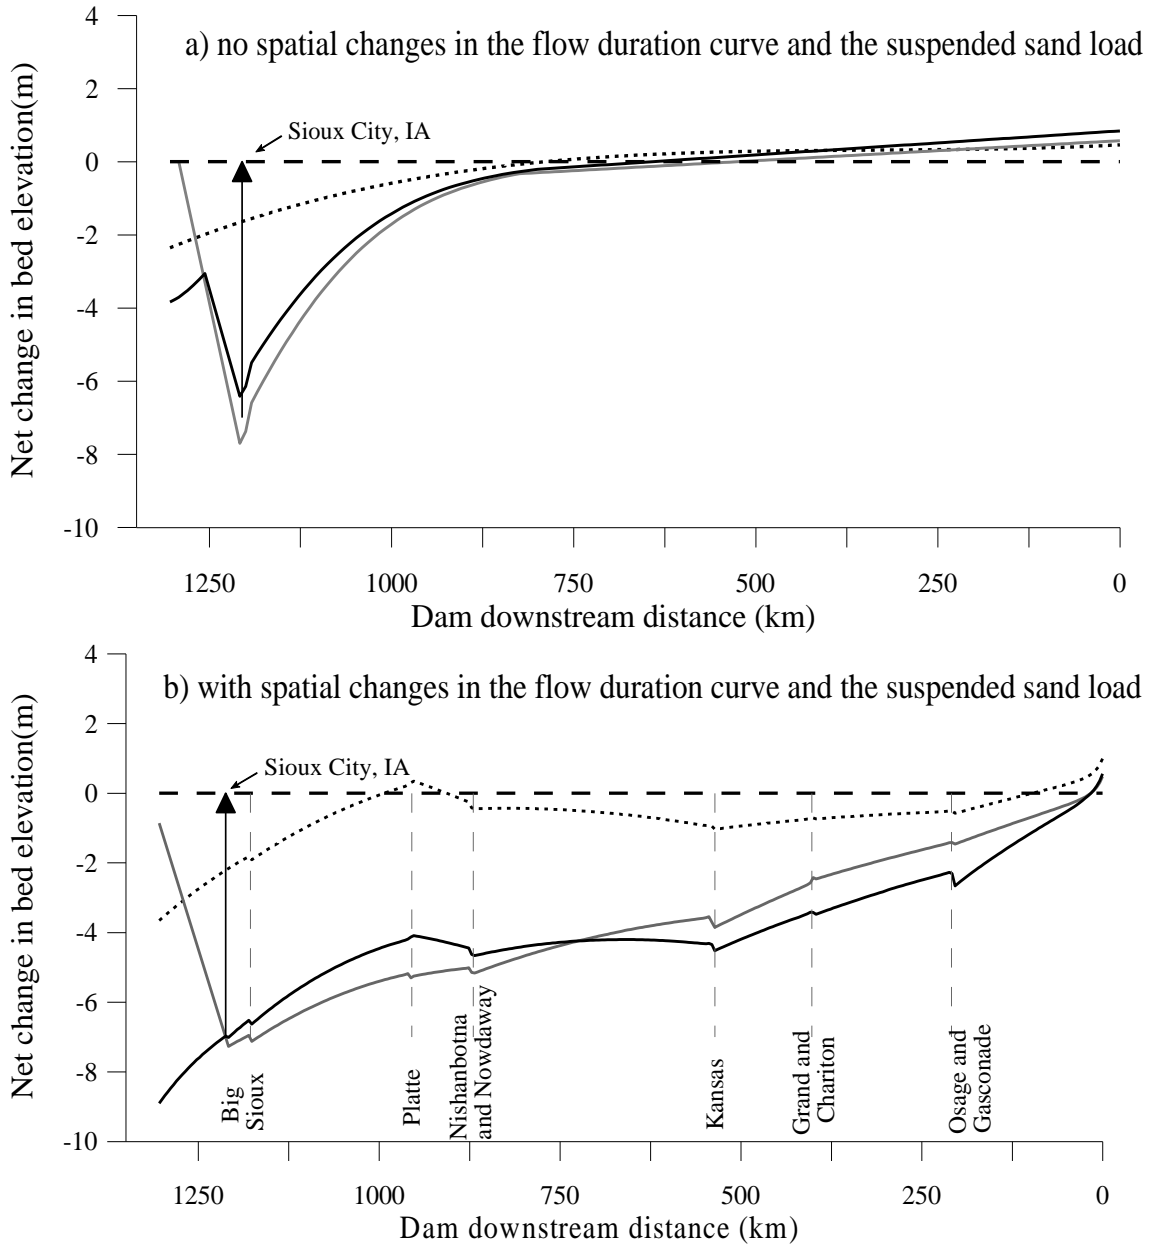 4
a) no spatial changes in the flow duration curve and the suspended sand load
2
Sioux City, IA
0
-2
-4
-6
-8
-10
Net change in bed elevation(m)
1250 1000 750 500 250 0
Dam downstream distance (km)
4
b) with spatial changes in the flow duration curve and the suspended sand load
2
Sioux City, IA
0
-2
-4
-6
-8
-10
Net change in bed elevation(m)
Big
Sioux
Platte
Nishanbotna
and Nowdaway
Kansas
Grand and
Chariton
Osage and
Gasconade
1250 1000 750 500 250 0
Dam downstream distance (km)